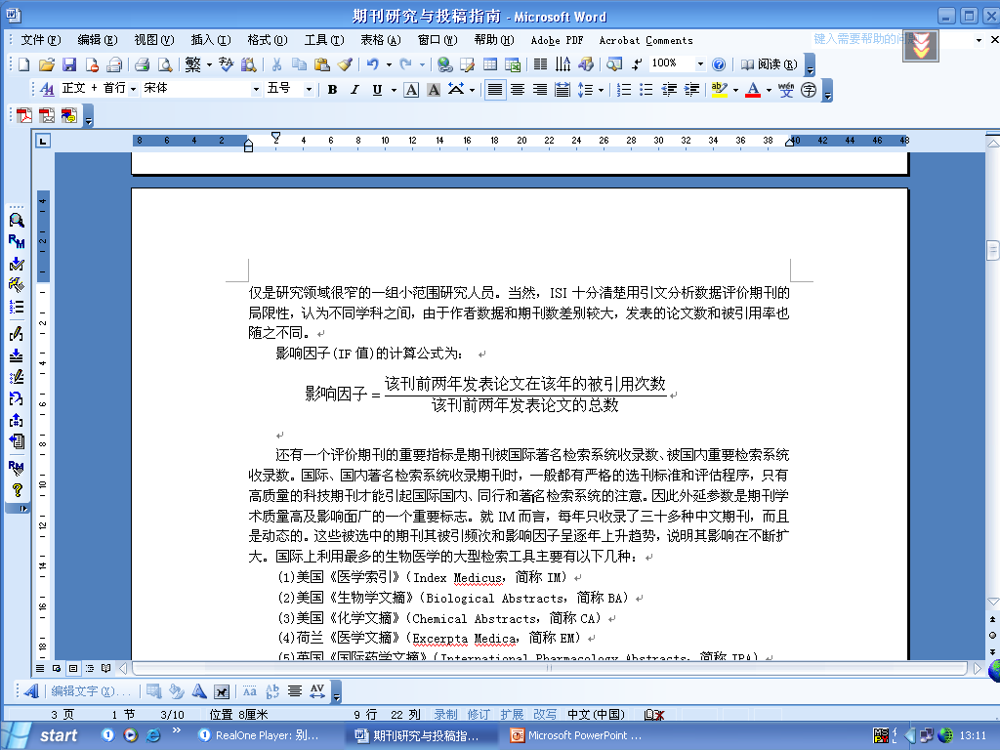 期刊研究与投稿指南 - Microsoft Word
文件(F) 编辑(E) 视图(V) 插入(I) 格式(O) 工具(T) 表格(A) 窗口(W) 帮助(H) Adobe PDF Acrobat Comments 键入需要帮助的问
繁 100% 阅读(R)
正文 + 首行 宋体 五号 B I U A A ab A wén 字
8 6 4 2 2 4 6 8 10 12 14 16 18 20 22 24 26 28 30 32 34 36 38 40 42 44 46 48
仅是研究领域很窄的一组小范围研究人员。当然，ISI 十分清楚用引文分析数据评价期刊的
局限性，认为不同学科之间，由于作者数据和期刊数差别较大，发表的论文数和被引用率也
随之不同。
影响因子(IF 值)的计算公式为：
影响因子＝该刊前两年发表论文在该年的被引用次数
该刊前两年发表论文的总数
还有一个评价期刊的重要指标是期刊被国际著名检索系统收录数、被国内重要检索系统
收录数。国际、国内著名检索系统收录期刊时，一般都有严格的选刊标准和评估程序，只有
高质量的科技期刊才能引起国际国内、同行和著名检索系统的注意。因此外延参数是期刊学
术质量高及影响面广的一个重要标志。就 IM 而言，每年只收录了三十多种中文期刊，而且
是动态的。这些被选中的期刊其被引频次和影响因子呈逐年上升趋势，说明其影响在不断扩
大。国际上利用最多的生物医学的大型检索工具主要有以下几种：
(1)美国《医学索引》(Index Medicus，简称 IM)
(2)美国《生物学文摘》(Biological Abstracts，简称 BA)
(3)美国《化学文摘》(Chemical Abstracts，简称 CA)
(4)荷兰《医学文摘》(Excerpta Medica，简称 EM)
(5)英国《国际药学文摘》(International Pharmacology Abstracts，简称 IPA)
编辑文字(X)... Aa AV
3 页 1 节 3/10 位置 8厘米 9 行 22 列 录制 修订 扩展 改写 中文(中国)
start RealOne Player: 别... 期刊研究与投稿指... Microsoft PowerPoint ... 13:11